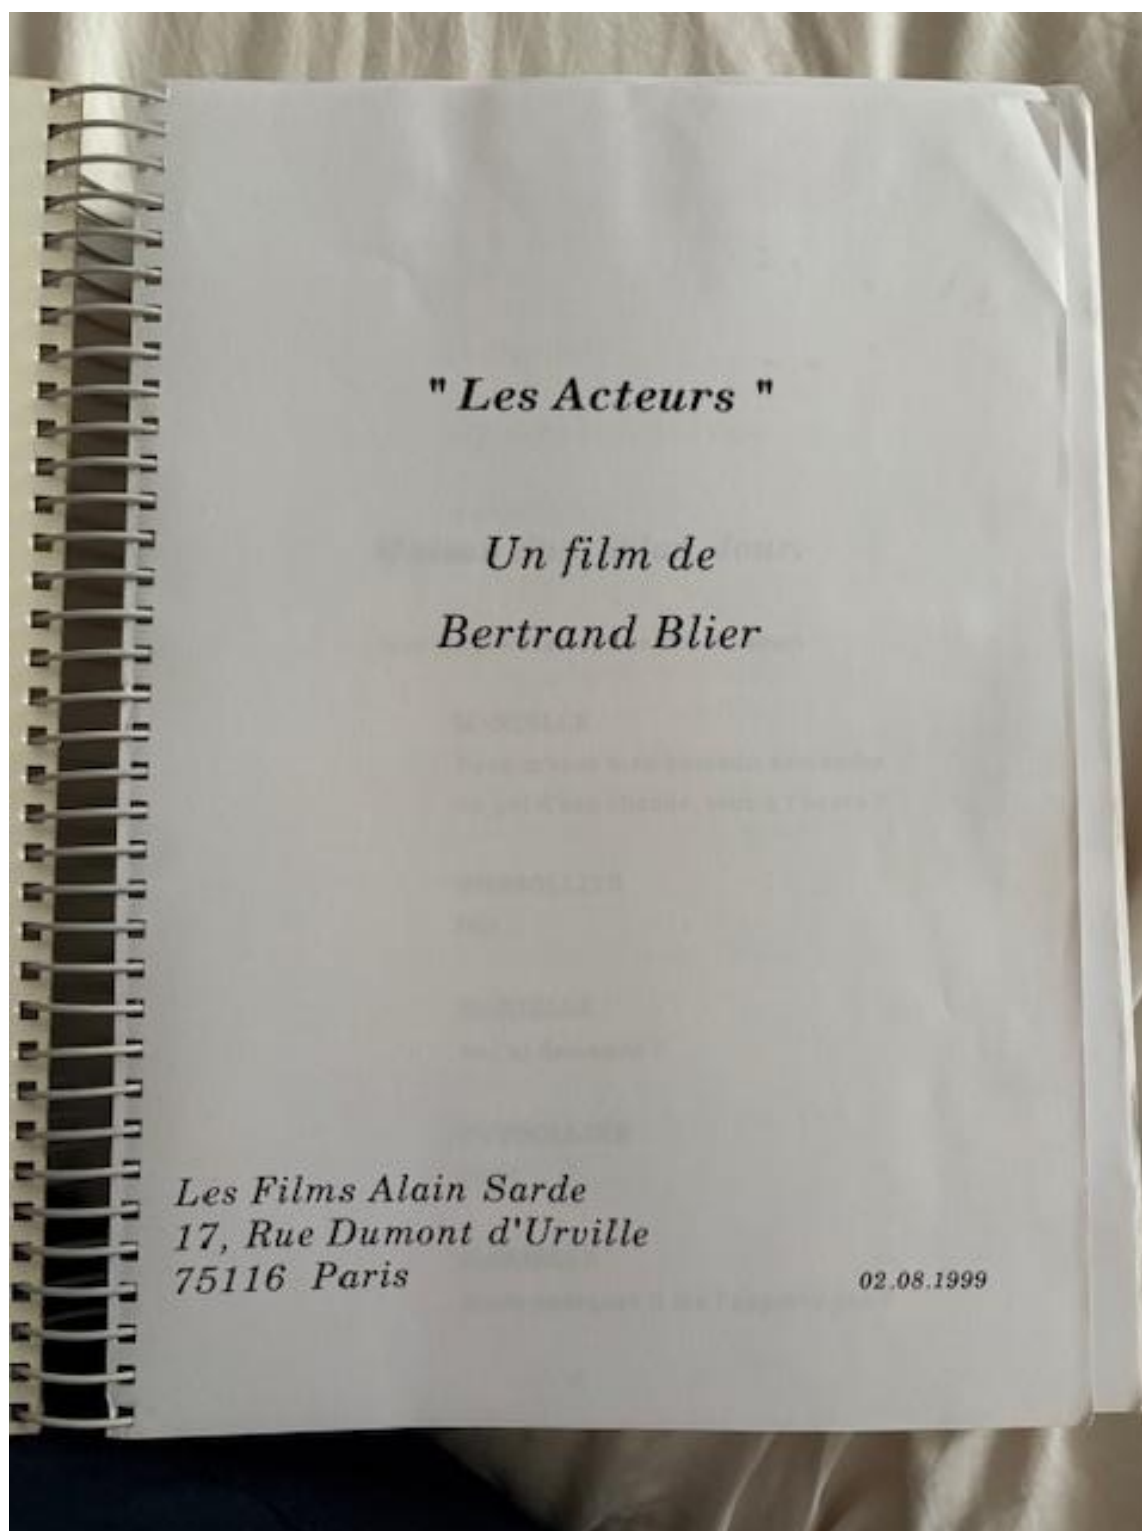 " Les Acteurs "
Un film de
Bertrand Blier
Les Films Alain Sarde
17, Rue Dumont d'Urville
75116 Paris
02.08.1999